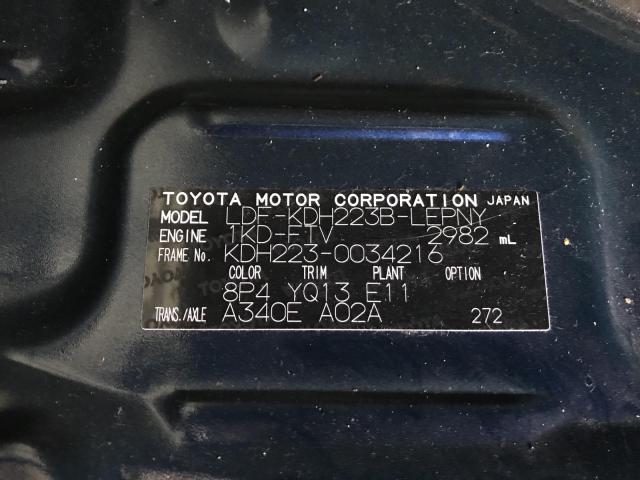 TOYOTA MOTOR CORPORATION JAPAN
MODEL LDF-KDH223B-LEPNY
ENGINE 1KD-FTV 2982 mL
FRAME No. KDH223-0034216
COLOR TRIM PLANT OPTION
8P4 YQ13 E11
TRANS./AXLE A340E A02A 272